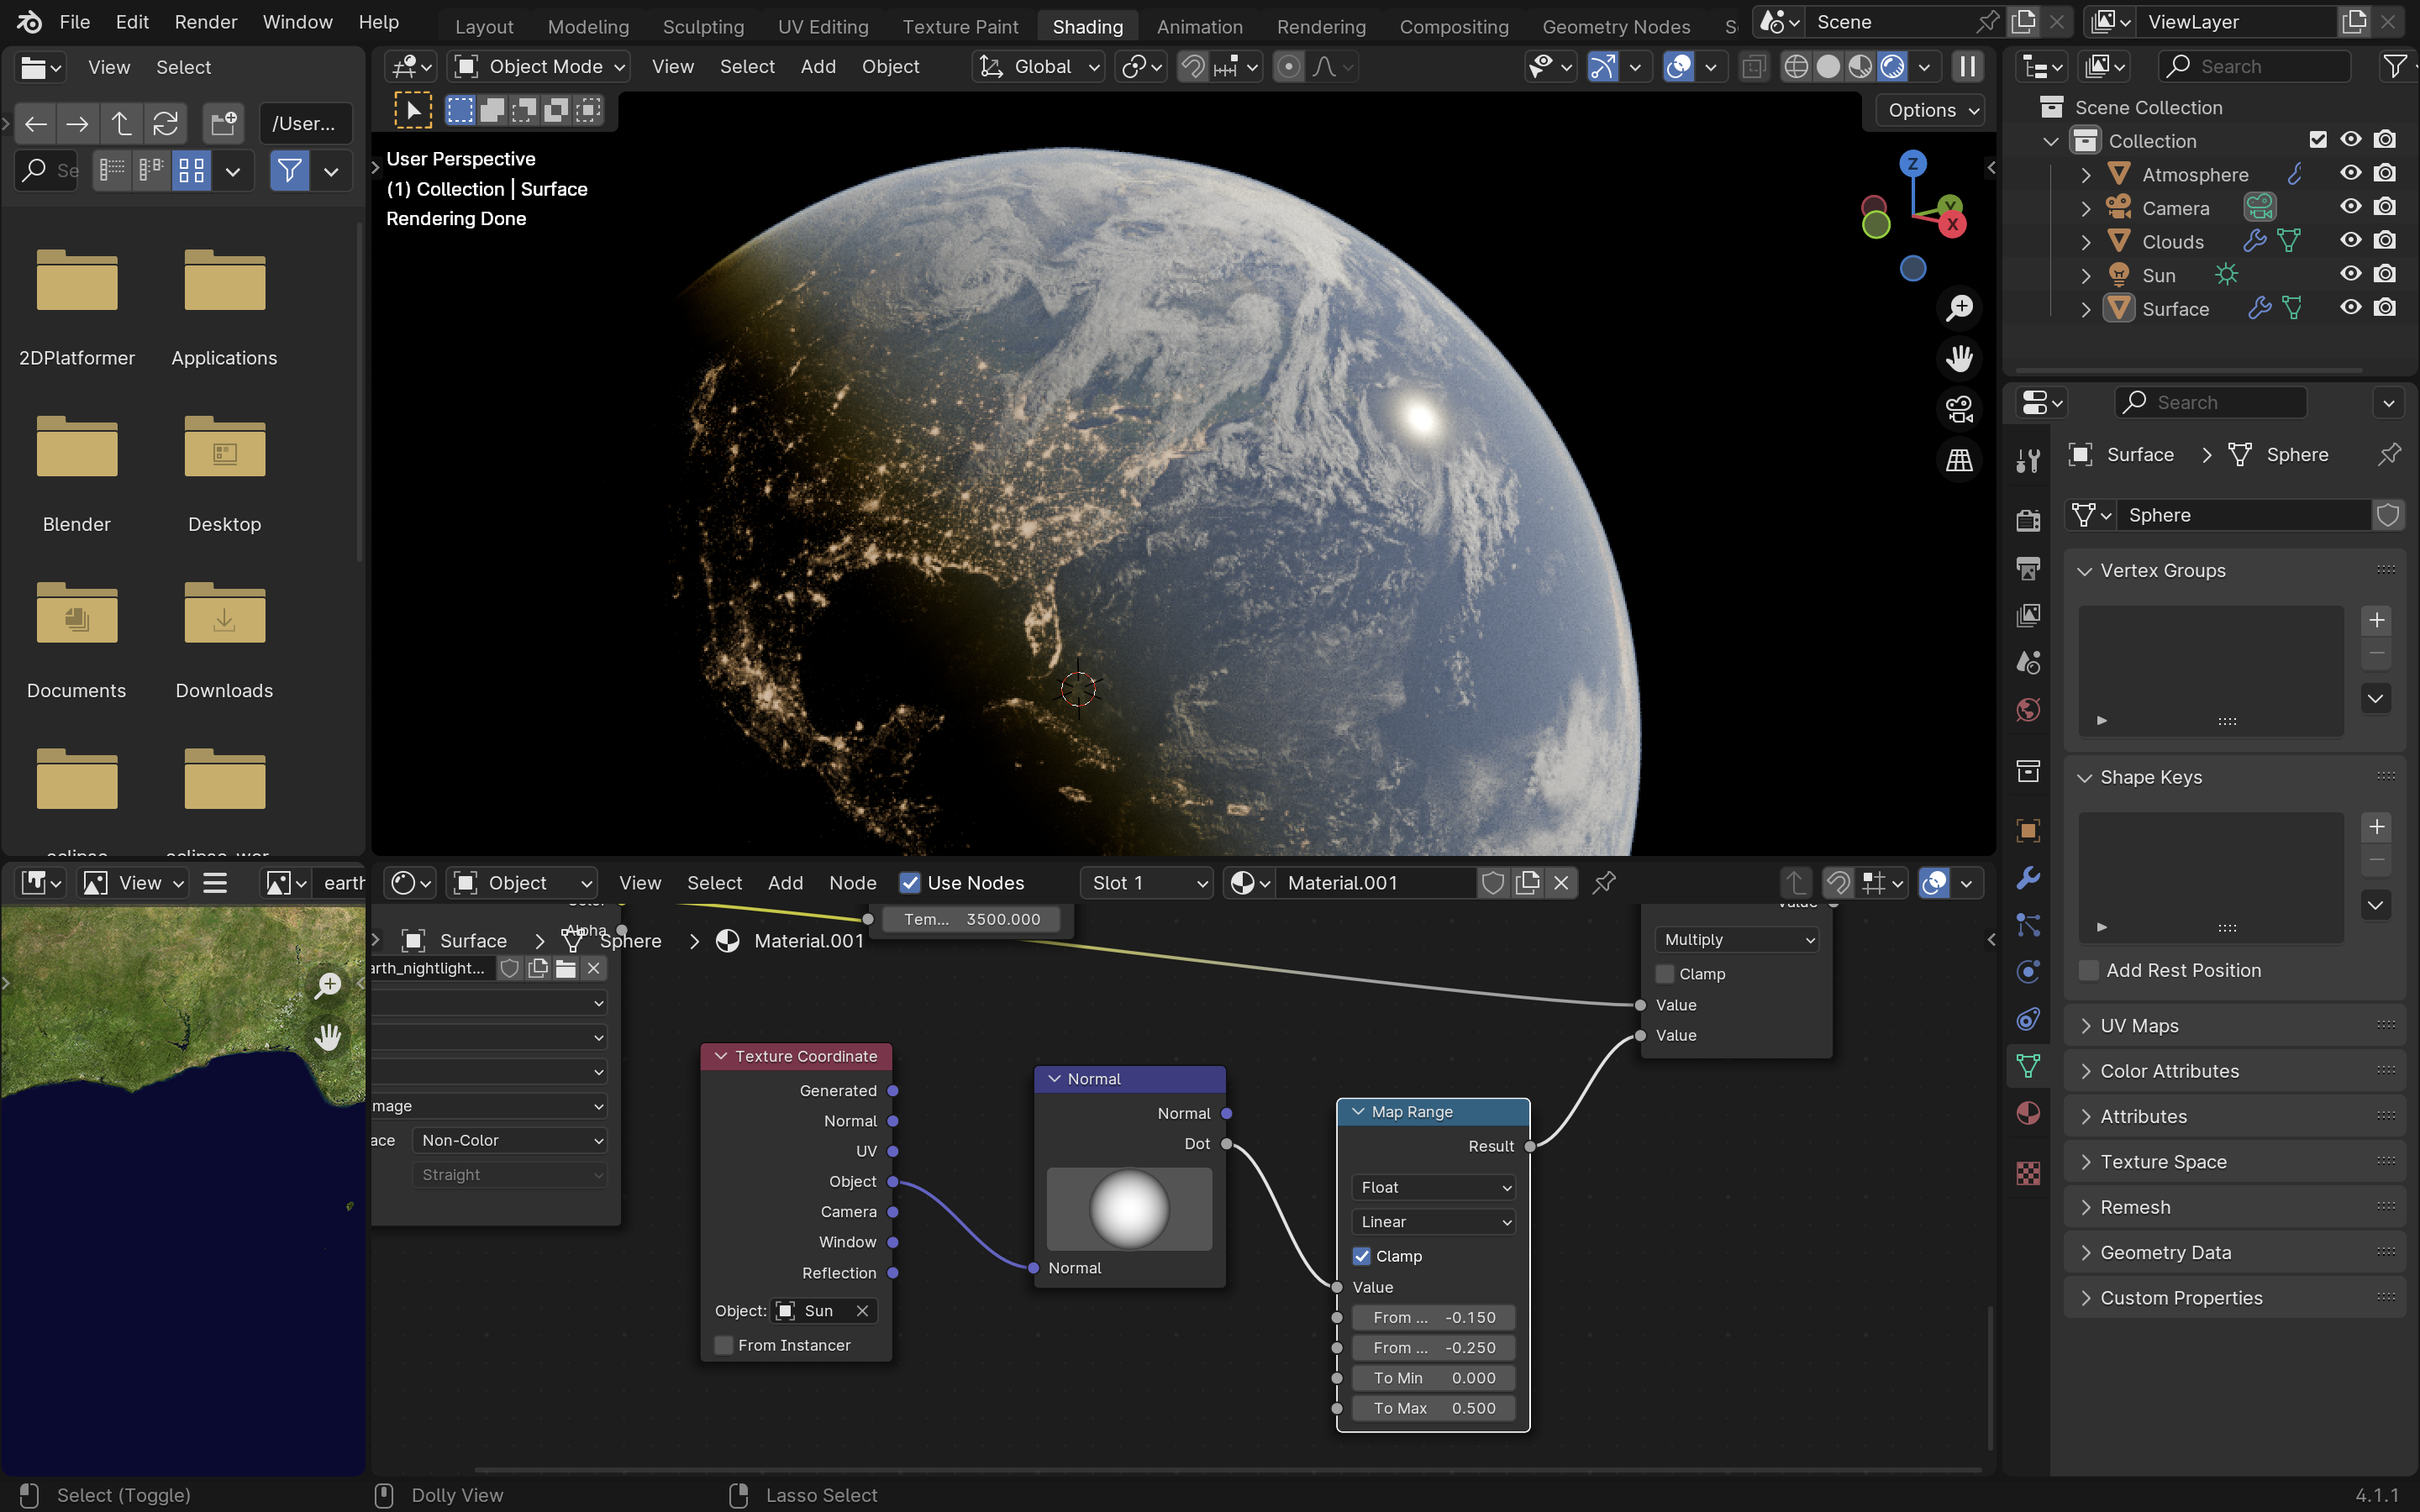 File Edit Render Window Help
Layout Modeling Sculpting UV Editing Texture Paint Shading Animation Rendering Compositing Geometry Nodes
Scene
ViewLayer
View Select
/User...
Se
2DPlatformer Applications
Blender Desktop
Documents Downloads
Object Mode View Select Add Object Global
Options
User Perspective
(1) Collection | Surface
Rendering Done
Z
Y
X
Search
Scene Collection
Collection
Atmosphere
Camera
Clouds
Sun
Surface
Search
Surface Sphere
Sphere
Vertex Groups
Shape Keys
Add Rest Position
UV Maps
Color Attributes
Attributes
Texture Space
Remesh
Geometry Data
Custom Properties
View earth
Object View Select Add Node Use Nodes Slot 1 Material.001
Alpha
Surface Sphere Material.001
arth_nightlight...
mage
ace Non-Color
Straight
Tem... 3500.000
Texture Coordinate
Generated
Normal
UV
Object
Camera
Window
Reflection
Object: Sun
From Instancer
Normal
Normal
Dot
Normal
Map Range
Result
Float
Linear
Clamp
Value
From ... -0.150
From ... -0.250
To Min 0.000
To Max 0.500
Value
Multiply
Clamp
Value
Value
Select (Toggle) Dolly View Lasso Select 4.1.1